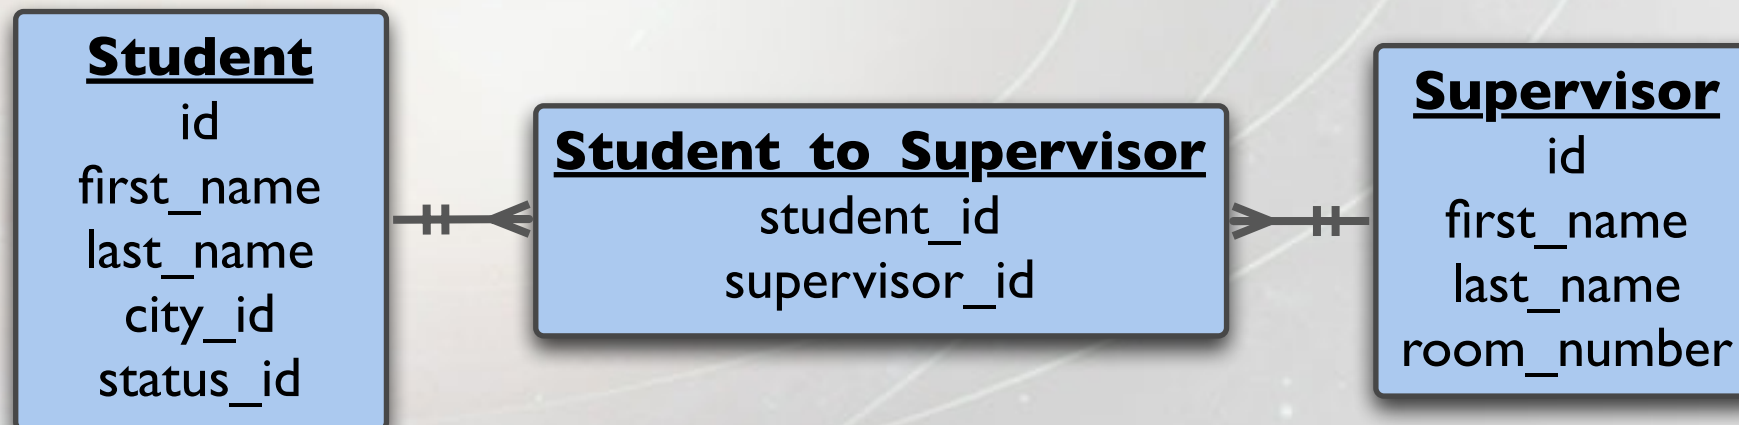 Student
id
first_name
last_name
city_id
status_id
Student_to_Supervisor
student_id
supervisor_id
Supervisor
id
first_name
last_name
room_number